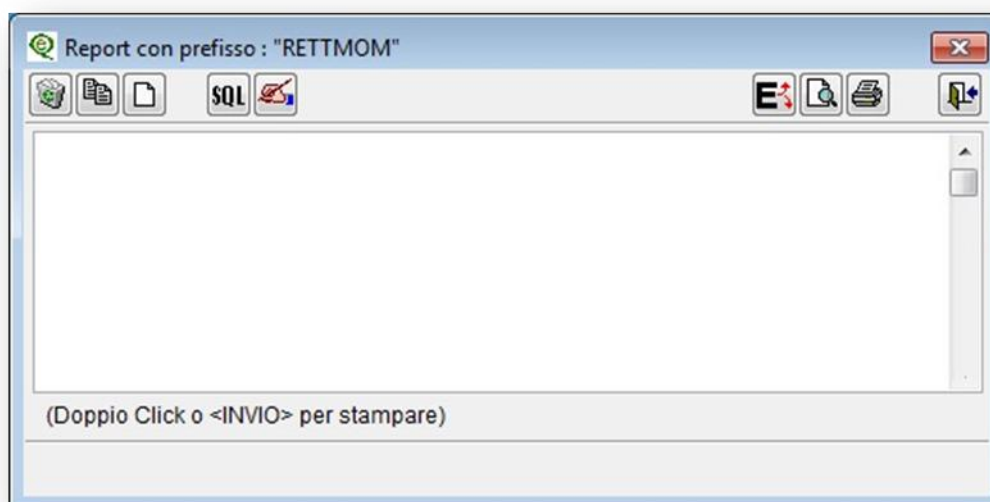 Report con prefisso : "RETTMOM"
SQL E
(Doppio Click o <INVIO> per stampare)